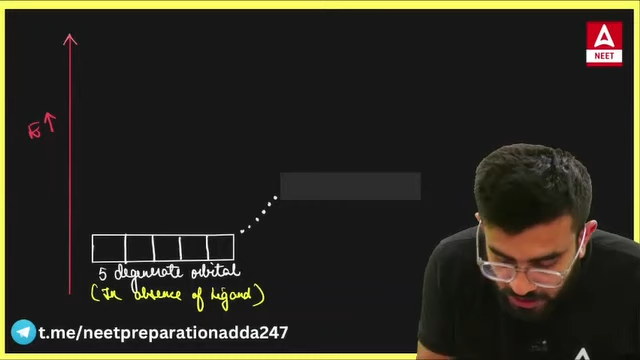 A
NEET
E↑
5 degenerate orbital
(In absence of Ligand)
t.me/neetpreparationadda247